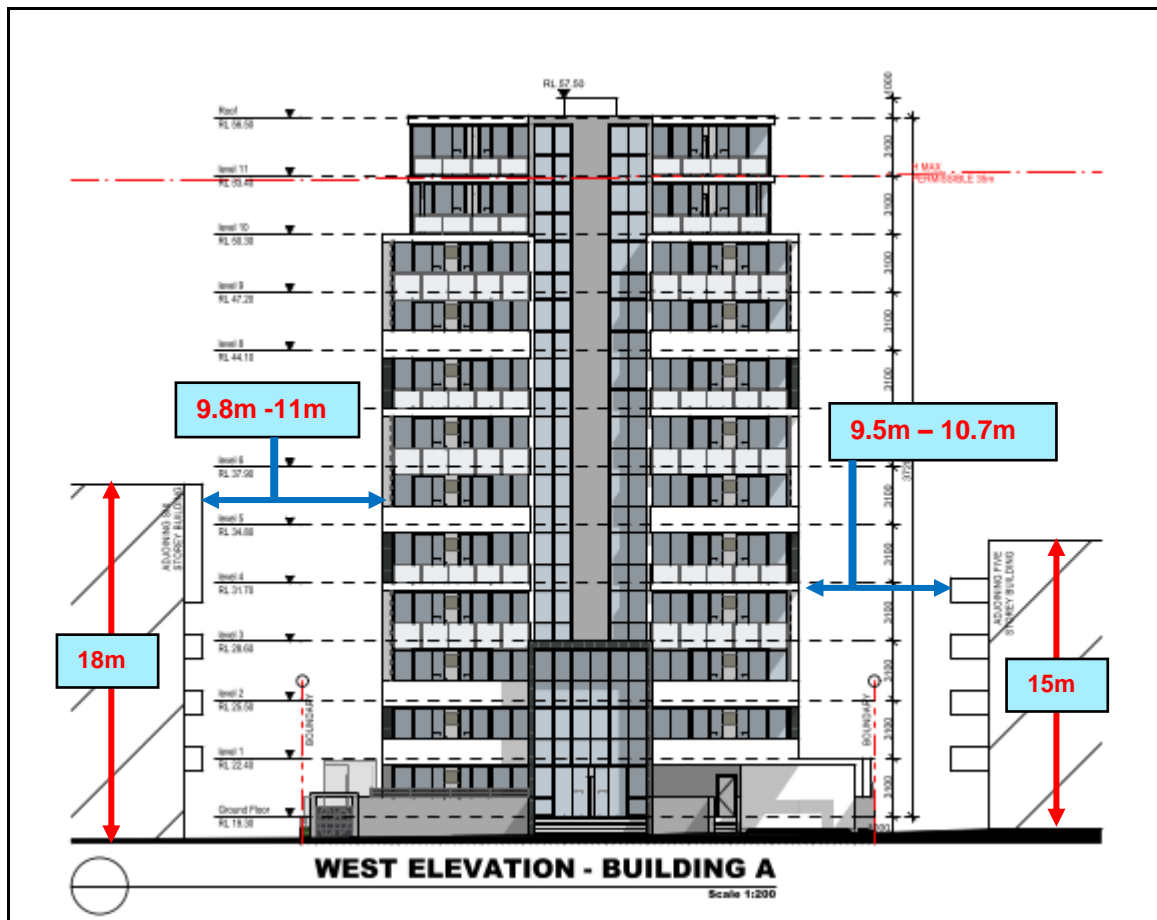 RL 57.50
1000
Roof
RL 56.50
3100
level 11
RL 53.40
H MAX
PERMISSIBLE 35m
3100
level 10
RL 50.30
3100
level 9
RL 47.20
3100
level 8
RL 44.10
3100
9.8m -11m
9.5m – 10.7m
level 6
RL 37.90
3100
level 5
RL 34.80
3100
level 4
RL 31.70
3100
level 3
RL 28.60
3100
level 2
RL 25.50
3100
level 1
RL 22.40
3100
Ground Floor
RL 19.30
ADJOINING SIX
STOREY BUILDING
ADJOINING FIVE
STOREY BUILDING
18m
15m
BOUNDARY
BOUNDARY
WEST ELEVATION - BUILDING A
Scale 1:200